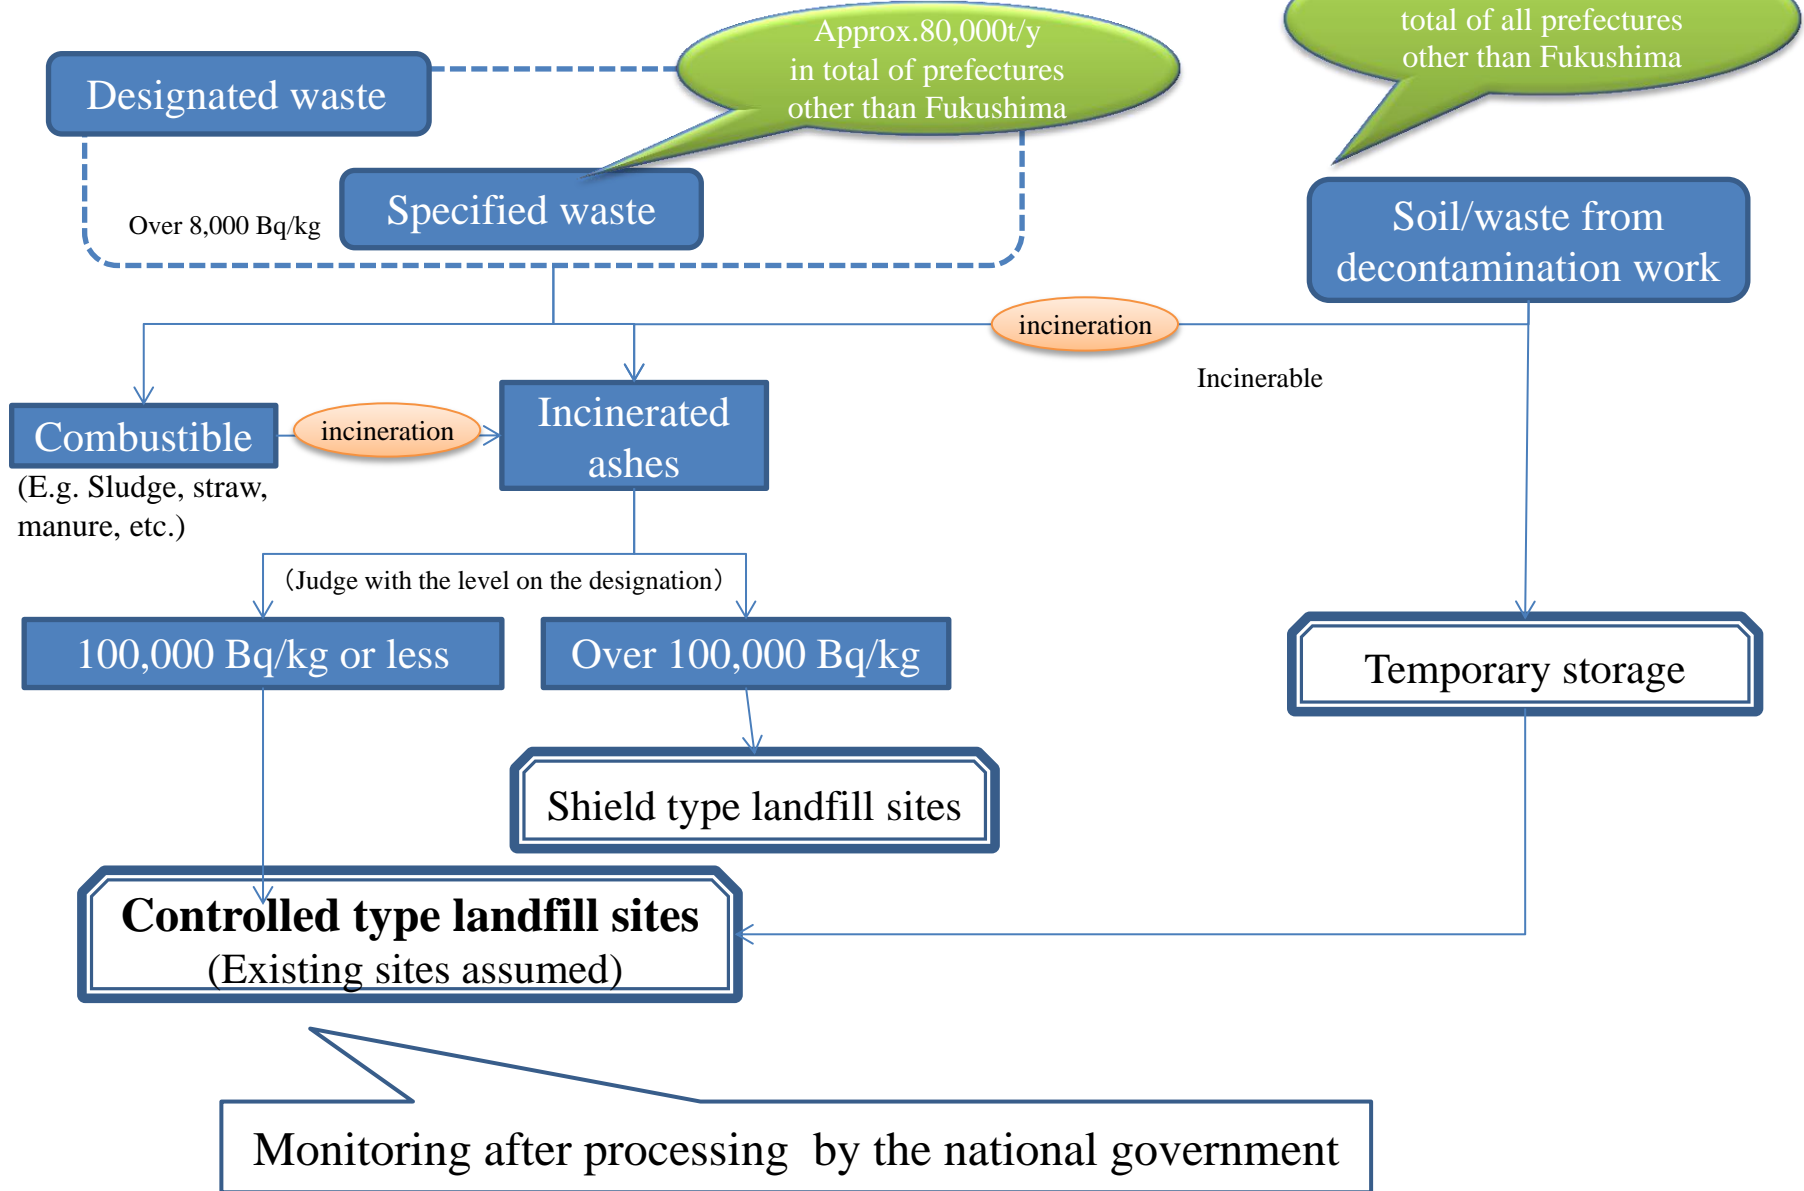 Approx.80,000t/y
in total of prefectures
other than Fukushima
total of all prefectures
other than Fukushima
Designated waste
Specified waste
Over 8,000 Bq/kg
Soil/waste from
decontamination work
incineration
Incinerable
Combustible
(E.g. Sludge, straw,
manure, etc.)
incineration
Incinerated
ashes
（Judge with the level on the designation）
100,000 Bq/kg or less
Over 100,000 Bq/kg
Temporary storage
Shield type landfill sites
Controlled type landfill sites
(Existing sites assumed)
Monitoring after processing  by the national government